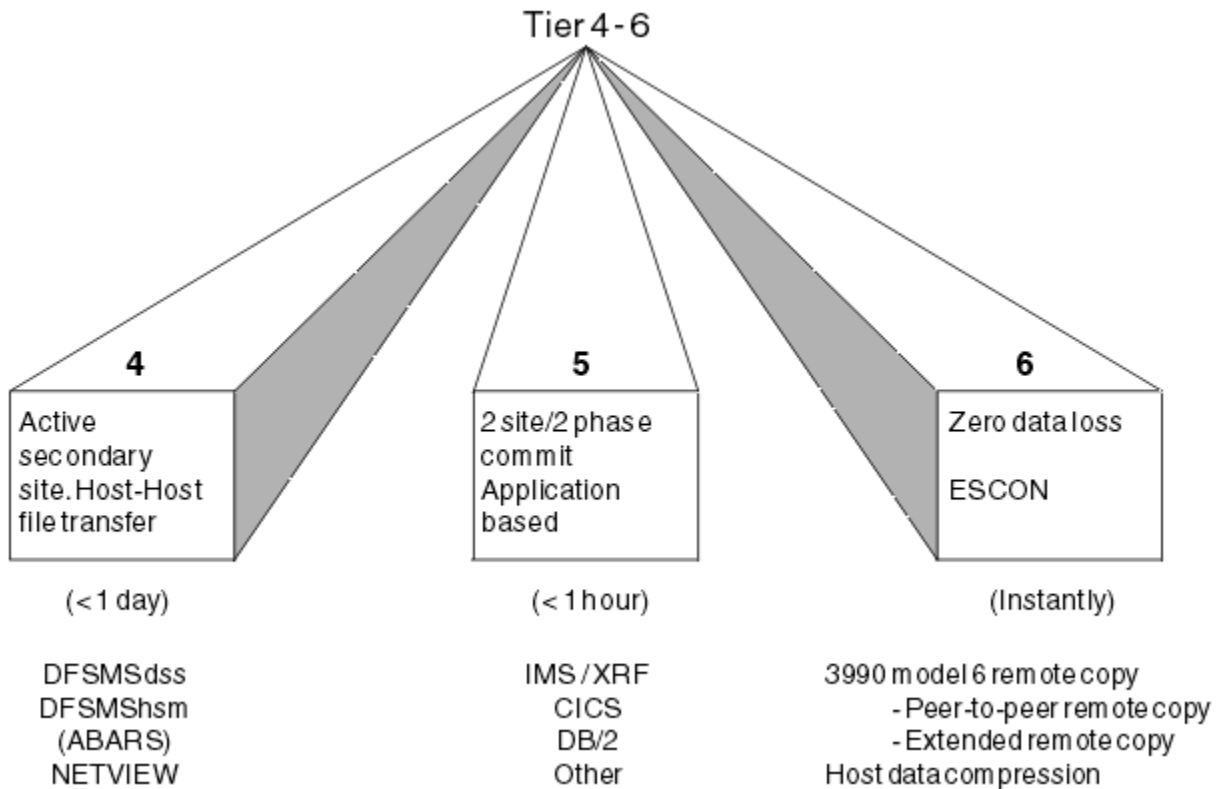 Tier 4 - 6
4
Active
secondary
site. Host-Host
file transfer
(< 1 day)
DFSMSdss
DFSMShsm
(ABARS)
NETVIEW
5
2 site/2 phase
commit
Application
based
(< 1 hour)
IMS / XRF
CICS
DB/2
Other
6
Zero data loss
ESCON
(Instantly)
3990 model 6 remote copy
- Peer-to-peer remote copy
- Extended remote copy
Host data compression